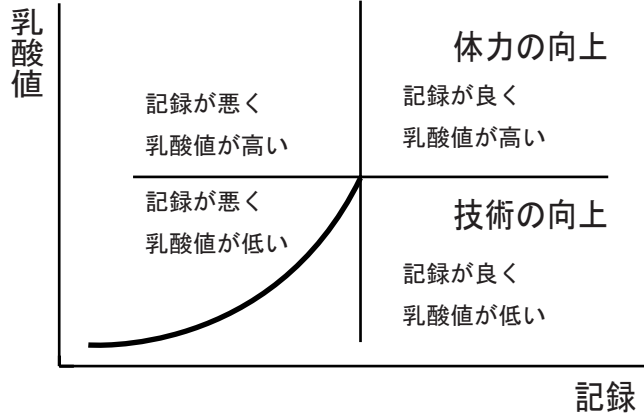 乳酸値
体力の向上
記録が悪く
乳酸値が高い
記録が良く
乳酸値が高い
記録が悪く
乳酸値が低い
技術の向上
記録が良く
乳酸値が低い
記録